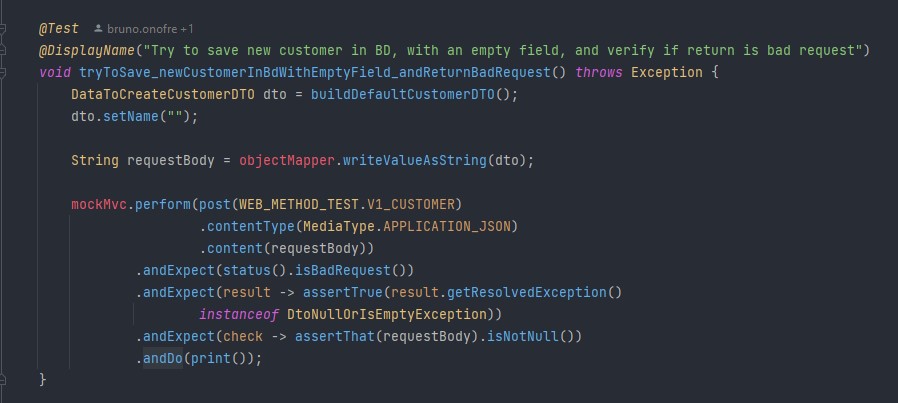 @Test bruno.onofre +1
@DisplayName("Try to save new customer in BD, with an empty field, and verify if return is bad request")
void tryToSave_newCustomerInBdWithEmptyField_andReturnBadRequest() throws Exception {
DataToCreateCustomerDTO dto = buildDefaultCustomerDTO();
dto.setName("");
String requestBody = objectMapper.writeValueAsString(dto);
mockMvc.perform(post(WEB_METHOD_TEST.V1_CUSTOMER)
.contentType(MediaType.APPLICATION_JSON)
.content(requestBody))
.andExpect(status().isBadRequest())
.andExpect(result -> assertTrue(result.getResolvedException()
instanceof DtoNullOrIsEmptyException))
.andExpect(check -> assertThat(requestBody).isNotNull())
.andDo(print());
}